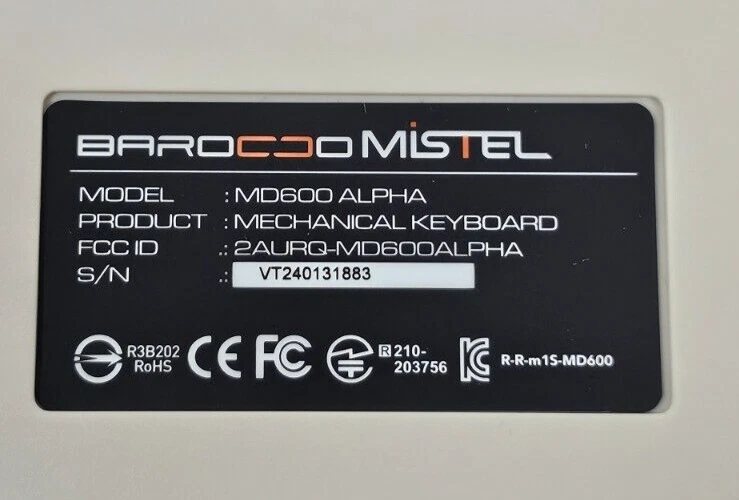 BAROCCO MiSTEL
MODEL : MD600 ALPHA
PRODUCT : MECHANICAL KEYBOARD
FCC ID .: 2AURQ-MD600ALPHA
S/N .: VT240131883
R3B202
RoHS
CE FC R 210-
203756
R-R-m1S-MD600